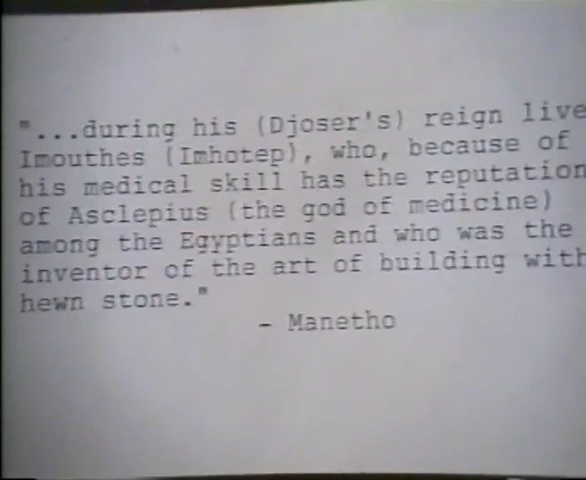 "...during his (Djoser's) reign live
Imouthes (Imhotep), who, because of
his medical skill has the reputation
of Asclepius (the god of medicine)
among the Egyptians and who was the
inventor of the art of building with
hewn stone."
- Manetho